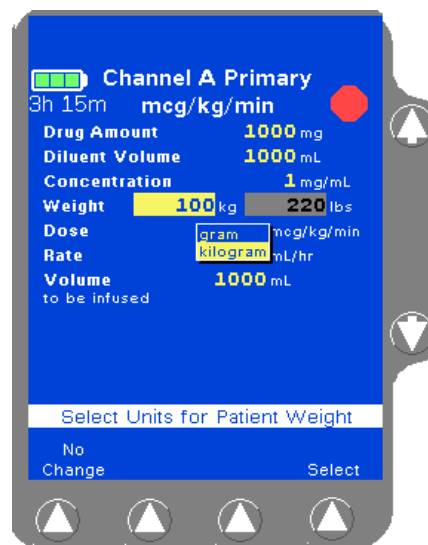 Channel A Primary
3h 15m mcg/kg/min
Drug Amount 1000 mg
Diluent Volume 1000 mL
Concentration 1 mg/mL
Weight 100 kg 220 lbs
Dose gram mcg/kg/min
Rate kilogram mL/hr
Volume 1000 mL
to be infused
Select Units for Patient Weight
No
Change Select